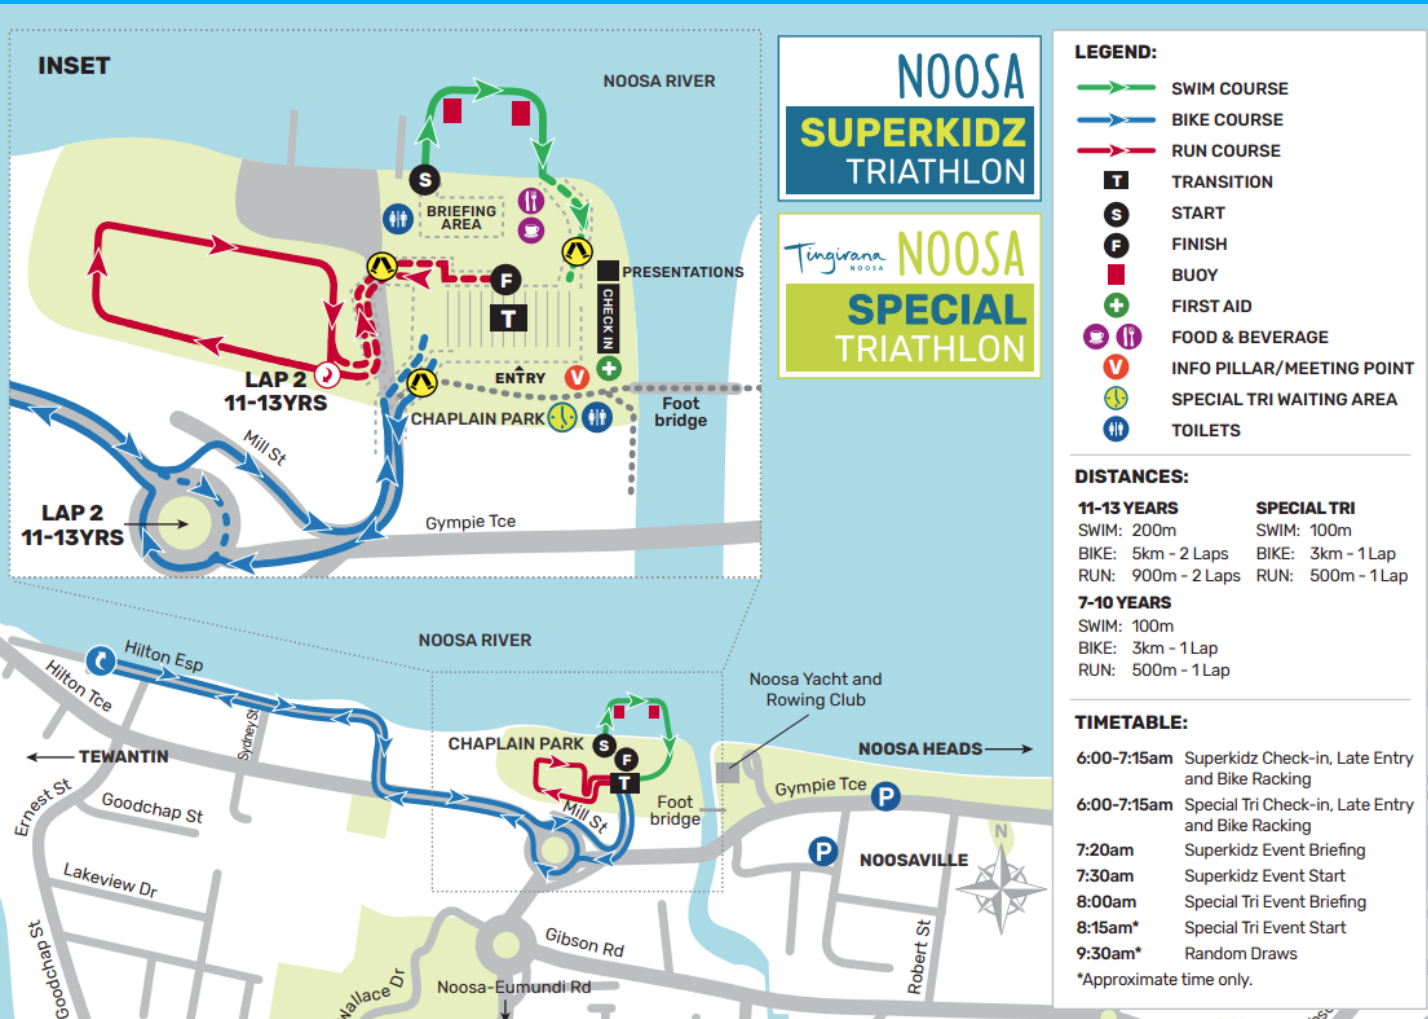 INSET
NOOSA RIVER
S
BRIEFING
AREA
PRESENTATIONS
F
T
CHECK IN
LAP 2
11-13YRS
ENTRY
V
CHAPLAIN PARK
Foot
bridge
Mill St
LAP 2
11-13YRS
Gympie Tce
NOOSA
SUPERKIDZ
TRIATHLON
Tingirana
NOOSA
NOOSA
SPECIAL
TRIATHLON
NOOSA RIVER
Hilton Esp
Hilton Tce
Sydney St
TEWANTIN
Ernest St
Goodchap St
Lakeview Dr
Goodchap St
CHAPLAIN PARK
S
F
T
Mill St
Foot
bridge
Noosa Yacht and
Rowing Club
NOOSA HEADS
Gympie Tce
P
P
NOOSAVILLE
N
Gibson Rd
Robert St
Wallace Dr
Noosa-Eumundi Rd
LEGEND:
SWIM COURSE
BIKE COURSE
RUN COURSE
T TRANSITION
S START
F FINISH
BUOY
FIRST AID
FOOD & BEVERAGE
V INFO PILLAR/MEETING POINT
SPECIAL TRI WAITING AREA
TOILETS
DISTANCES:
11-13 YEARS
SWIM: 200m
BIKE: 5km - 2 Laps
RUN: 900m - 2 Laps
SPECIAL TRI
SWIM: 100m
BIKE: 3km - 1 Lap
RUN: 500m - 1 Lap
7-10 YEARS
SWIM: 100m
BIKE: 3km - 1 Lap
RUN: 500m - 1 Lap
TIMETABLE:
6:00-7:15am Superkidz Check-in, Late Entry
and Bike Racking
6:00-7:15am Special Tri Check-in, Late Entry
and Bike Racking
7:20am Superkidz Event Briefing
7:30am Superkidz Event Start
8:00am Special Tri Event Briefing
8:15am* Special Tri Event Start
9:30am* Random Draws
*Approximate time only.